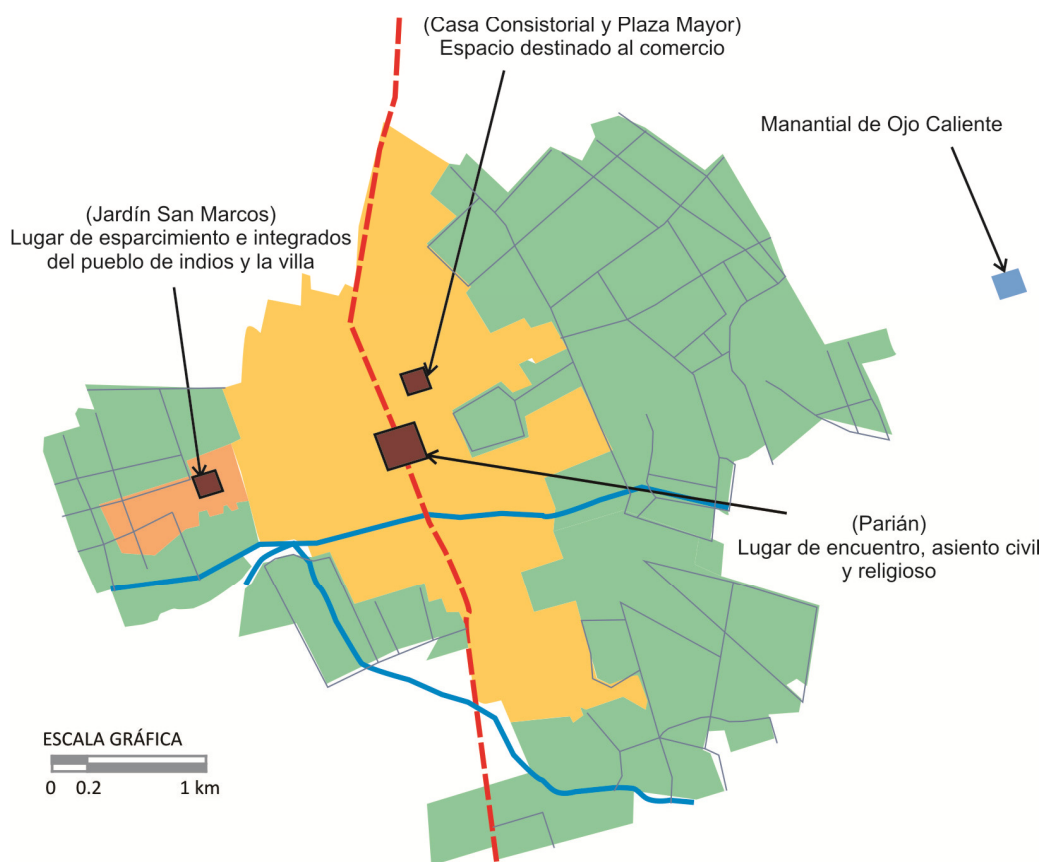 (Casa Consistorial y Plaza Mayor)
Espacio destinado al comercio
Manantial de Ojo Caliente
(Jardín San Marcos)
Lugar de esparcimiento e integrados
del pueblo de indios y la villa
(Parián)
Lugar de encuentro, asiento civil
y religioso
ESCALA GRÁFICA
0 0.2 1 km